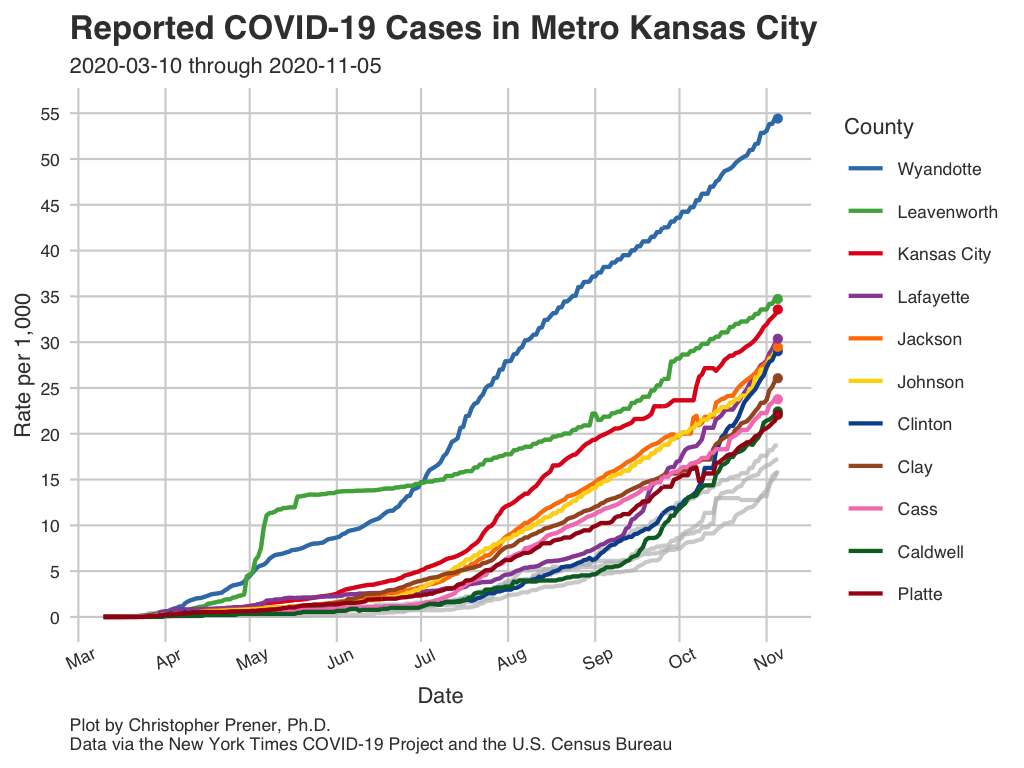 Reported COVID-19 Cases in Metro Kansas City
2020-03-10 through 2020-11-05
Rate per 1,000
55
50
45
40
35
30
25
20
15
10
5
0
Mar
Apr
May
Jun
Jul
Aug
Sep
Oct
Nov
Date
County
Wyandotte
Leavenworth
Kansas City
Lafayette
Jackson
Johnson
Clinton
Clay
Cass
Caldwell
Platte
Plot by Christopher Prener, Ph.D.
Data via the New York Times COVID-19 Project and the U.S. Census Bureau